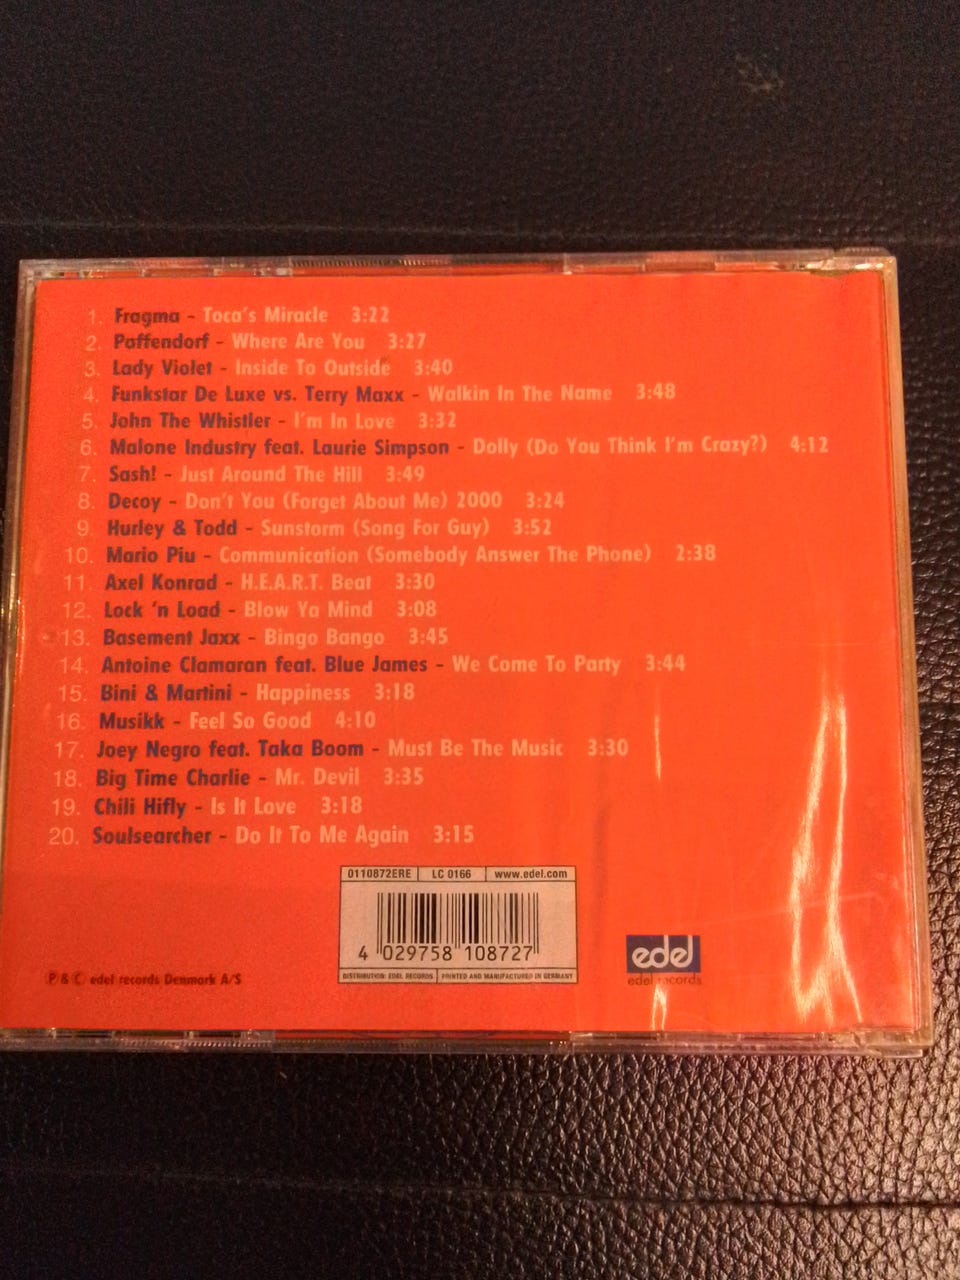 1. Fragma - Toca's Miracle 3:22
2. Paffendorf - Where Are You 3:27
3. Lady Violet - Inside To Outside 3:40
4. Funkstar De Luxe vs. Terry Maxx - Walkin In The Name 3:48
5. John The Whistler - I'm In Love 3:32
6. Malone Industry feat. Laurie Simpson - Dolly (Do You Think I'm Crazy?) 4:12
7. Sash! - Just Around The Hill 3:49
8. Decoy - Don't You (Forget About Me) 2000 3:24
9. Hurley & Todd - Sunstorm (Song For Guy) 3:52
10. Mario Piu - Communication (Somebody Answer The Phone) 2:38
11. Axel Konrad - H.E.A.R.T. Beat 3:30
12. Lock 'n Load - Blow Ya Mind 3:08
13. Basement Jaxx - Bingo Bango 3:45
14. Antoine Clamaran feat. Blue James - We Come To Party 3:44
15. Bini & Martini - Happiness 3:18
16. Musikk - Feel So Good 4:10
17. Joey Negro feat. Taka Boom - Must Be The Music 3:30
18. Big Time Charlie - Mr. Devil 3:35
19. Chili Hifly - Is It Love 3:18
20. Soulsearcher - Do It To Me Again 3:15
0110872ERE LC 0166 www.edel.com
4 029758 108727
DISTRIBUTION: EDEL RECORDS PRINTED AND MANUFACTURED IN GERMANY
Ⓟ & © edel records Denmark A/S
edel
edel records